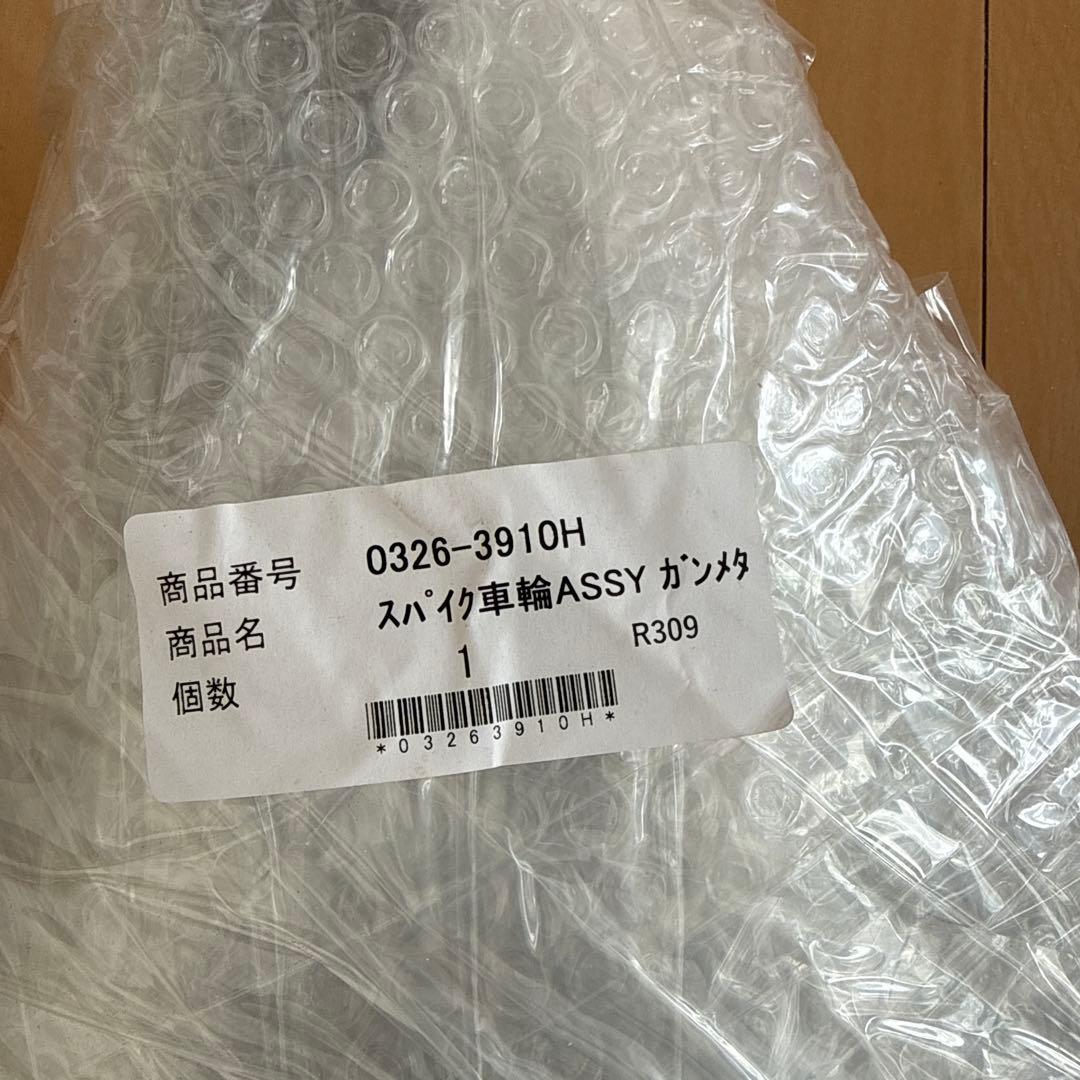 商品番号 0326-3910H
商品名 ｽﾊﾟｲｸ車輪ASSY ｶﾞﾝﾒﾀ
個数 1 R309
*03263910H*